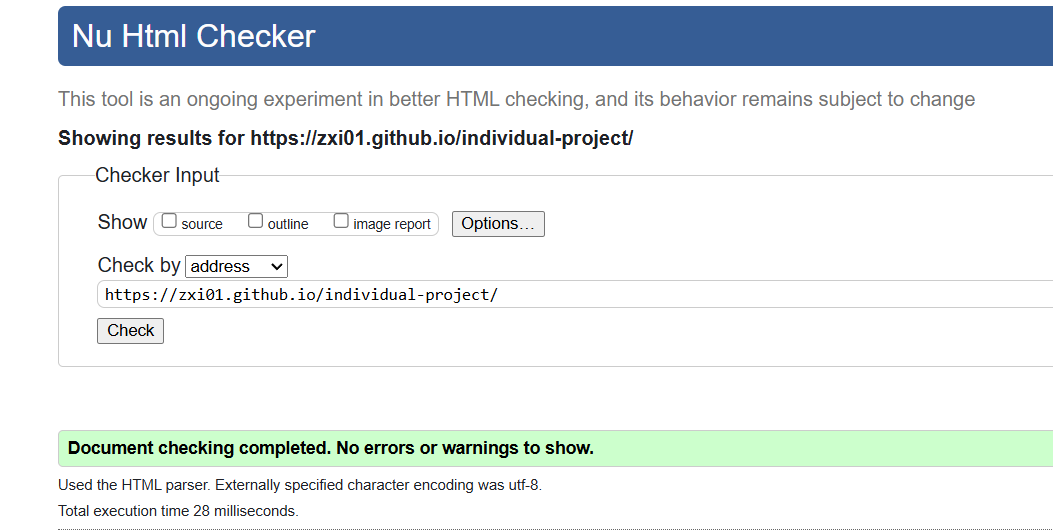 Nu Html Checker
This tool is an ongoing experiment in better HTML checking, and its behavior remains subject to change
Showing results for https://zxi01.github.io/individual-project/
Checker Input
Show source outline image report Options…
Check by address
https://zxi01.github.io/individual-project/
Check
Document checking completed. No errors or warnings to show.
Used the HTML parser. Externally specified character encoding was utf-8.
Total execution time 28 milliseconds.